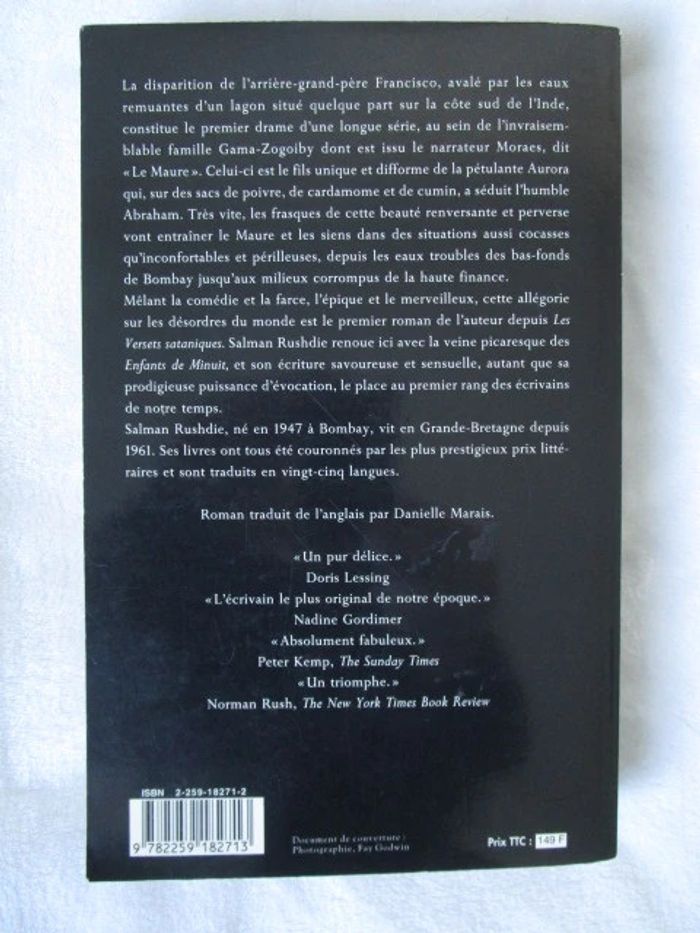 La disparition de l'arrière-grand-père Francisco, avalé par les eaux
remuantes d'un lagon situé quelque part sur la côte sud de l'Inde,
constitue le premier drame d'une longue série, au sein de l'invraisem-
blable famille Gama-Zogoiby dont est issu le narrateur Moraes, dit
« Le Maure ». Celui-ci est le fils unique et difforme de la pétulante Aurora
qui, sur des sacs de poivre, de cardamome et de cumin, a séduit l'humble
Abraham. Très vite, les frasques de cette beauté renversante et perverse
vont entraîner le Maure et les siens dans des situations aussi cocasses
qu'inconfortables et périlleuses, depuis les eaux troubles des bas-fonds
de Bombay jusqu'aux milieux corrompus de la haute finance.
Mêlant la comédie et la farce, l'épique et le merveilleux, cette allégorie
sur les désordres du monde est le premier roman de l'auteur depuis Les
Versets sataniques. Salman Rushdie renoue ici avec la veine picaresque des
Enfants de Minuit, et son écriture savoureuse et sensuelle, autant que sa
prodigieuse puissance d'évocation, le place au premier rang des écrivains
de notre temps.
Salman Rushdie, né en 1947 à Bombay, vit en Grande-Bretagne depuis
1961. Ses livres ont tous été couronnés par les plus prestigieux prix litté-
raires et sont traduits en vingt-cinq langues.
Roman traduit de l'anglais par Danielle Marais.
« Un pur délice. »
Doris Lessing
« L'écrivain le plus original de notre époque. »
Nadine Gordimer
« Absolument fabuleux. »
Peter Kemp, The Sunday Times
« Un triomphe. »
Norman Rush, The New York Times Book Review
ISBN 2-259-18271-2
9 782259 182713
Document de couverture :
Photographie, Fay Godwin
Prix TTC : 149 F